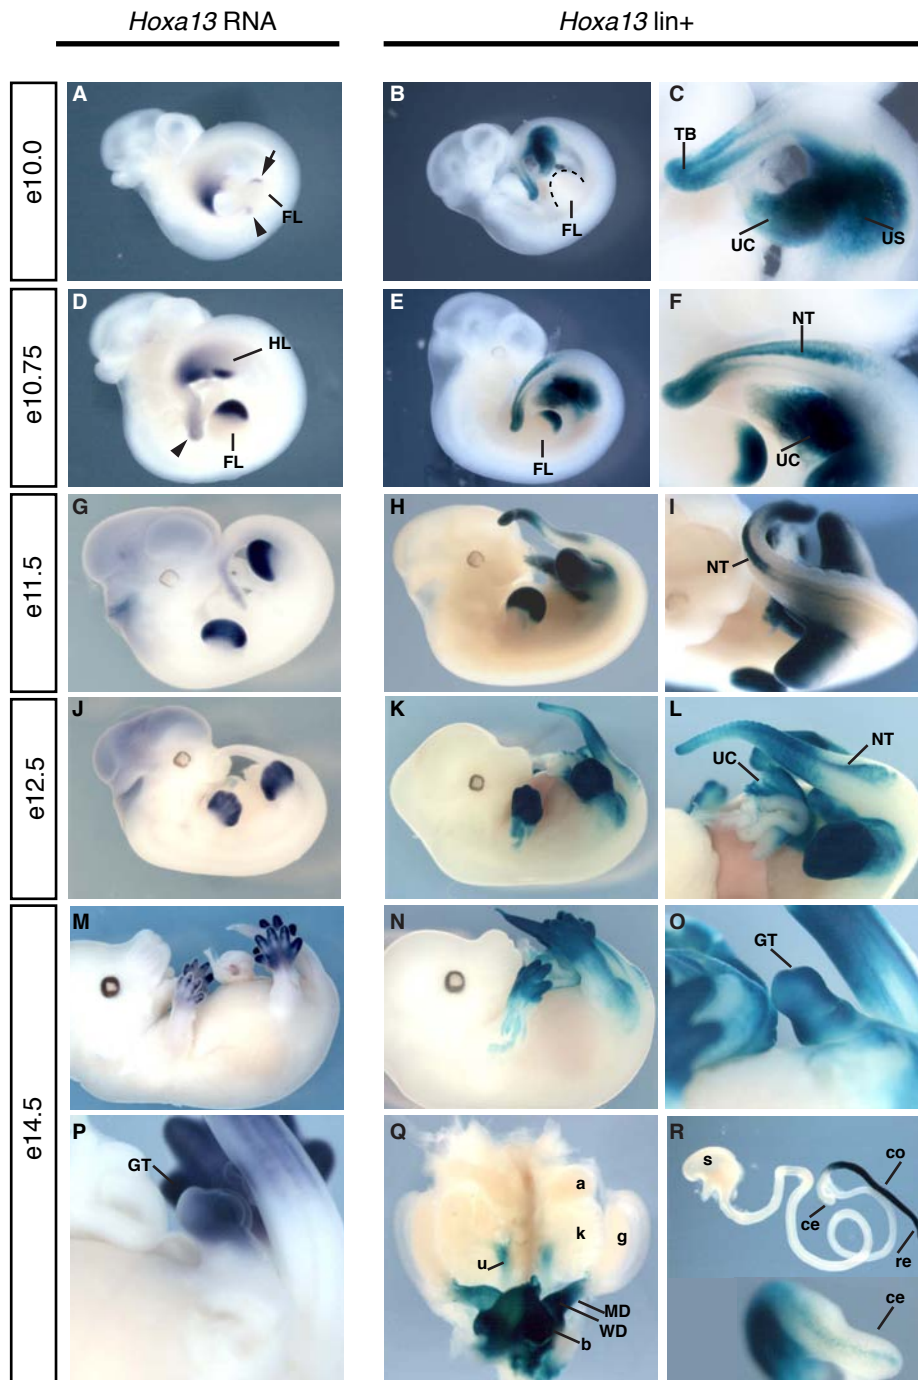 Hoxa13 RNA
Hoxa13 lin+
e10.0
A
FL
B
FL
C
TB
UC
US
e10.75
D
HL
FL
E
FL
F
NT
UC
e11.5
G
H
I
NT
e12.5
J
K
L
UC
NT
e14.5
M
N
O
GT
P
GT
Q
a
k
g
u
MD
WD
b
R
s
co
ce
re
ce